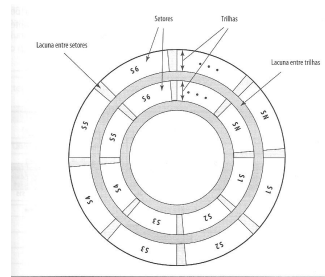 Setores
Trilhas
Lacuna entre setores
Lacuna entre trilhas
S6
• • •
S6
• • •
S5
SN
S5
SN
S4
S1
S4
S1
S3
S2
S3
S2